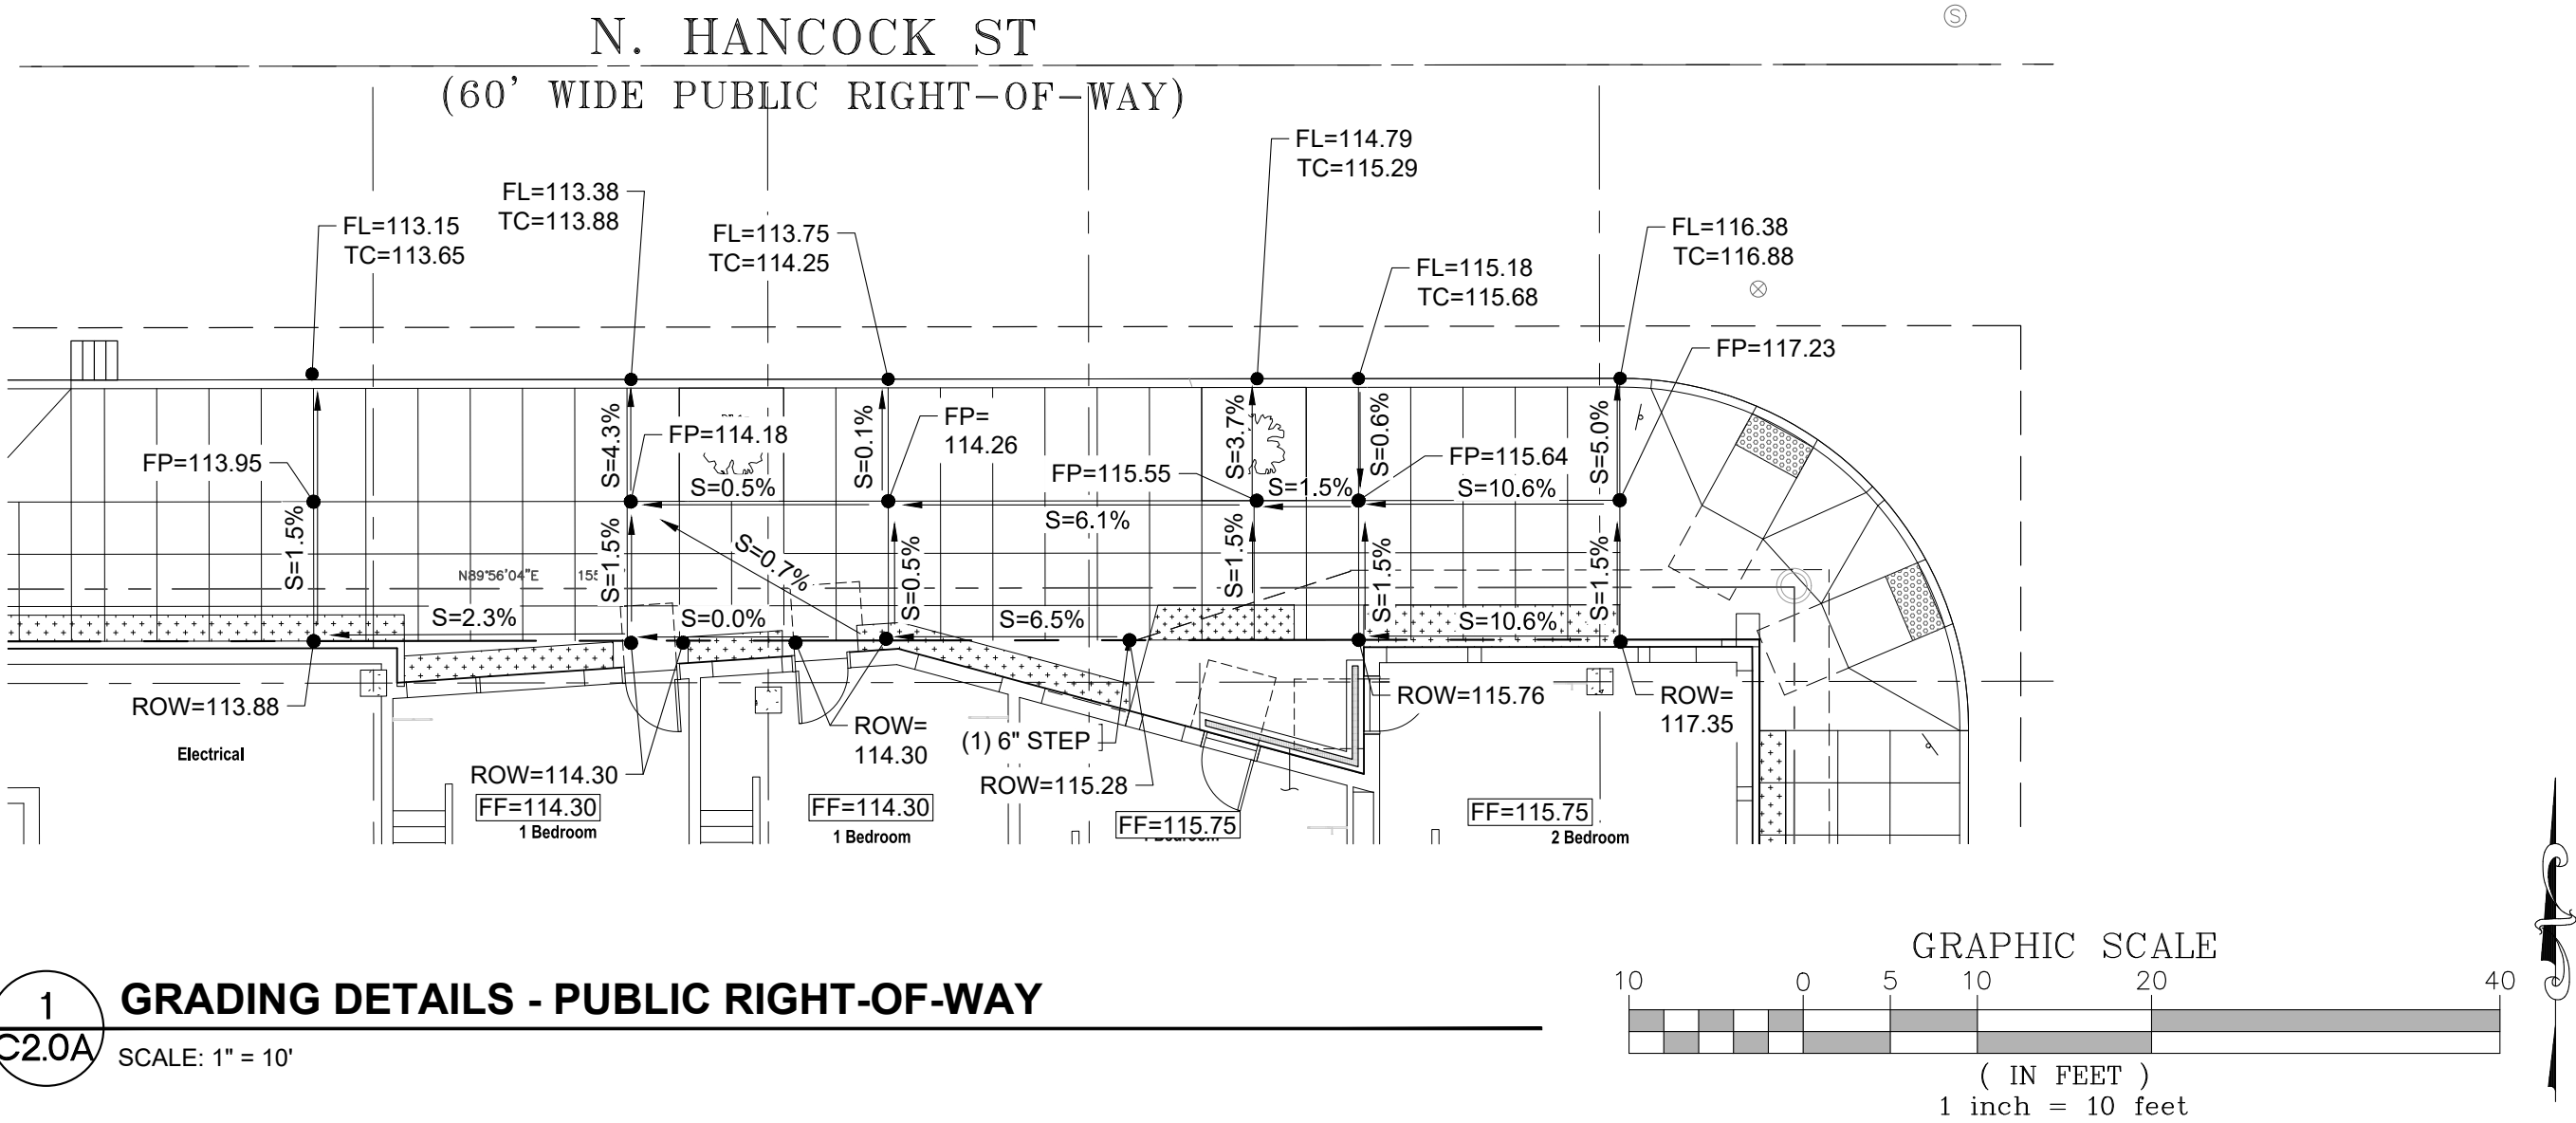 N. HANCOCK ST
(60' WIDE PUBLIC RIGHT-OF-WAY)
S
FL=114.79
TC=115.29
FL=113.38
TC=113.88
FL=113.15
TC=113.65
FL=113.75
TC=114.25
FL=115.18
TC=115.68
FL=116.38
TC=116.88
FP=117.23
FP=113.95
S=4.3%
FP=114.18
S=0.1%
FP=
114.26
S=3.7%
FP=115.55
S=0.6%
FP=115.64
S=5.0%
S=0.5%
S=1.5%
S=10.6%
S=6.1%
S=1.5%
S=1.5%
S=0.7%
S=0.5%
S=1.5%
S=1.5%
S=1.5%
N89°56'04"E
S=2.3%
S=0.0%
S=6.5%
S=10.6%
ROW=113.88
ROW=114.30
ROW=
114.30
(1) 6" STEP
ROW=115.28
ROW=115.76
ROW=
117.35
Electrical
FF=114.30
1 Bedroom
FF=114.30
1 Bedroom
FF=115.75
FF=115.75
2 Bedroom
1
C2.0A
GRADING DETAILS - PUBLIC RIGHT-OF-WAY
SCALE: 1" = 10'
GRAPHIC SCALE
10 0 5 10 20 40
( IN FEET )
1 inch = 10 feet